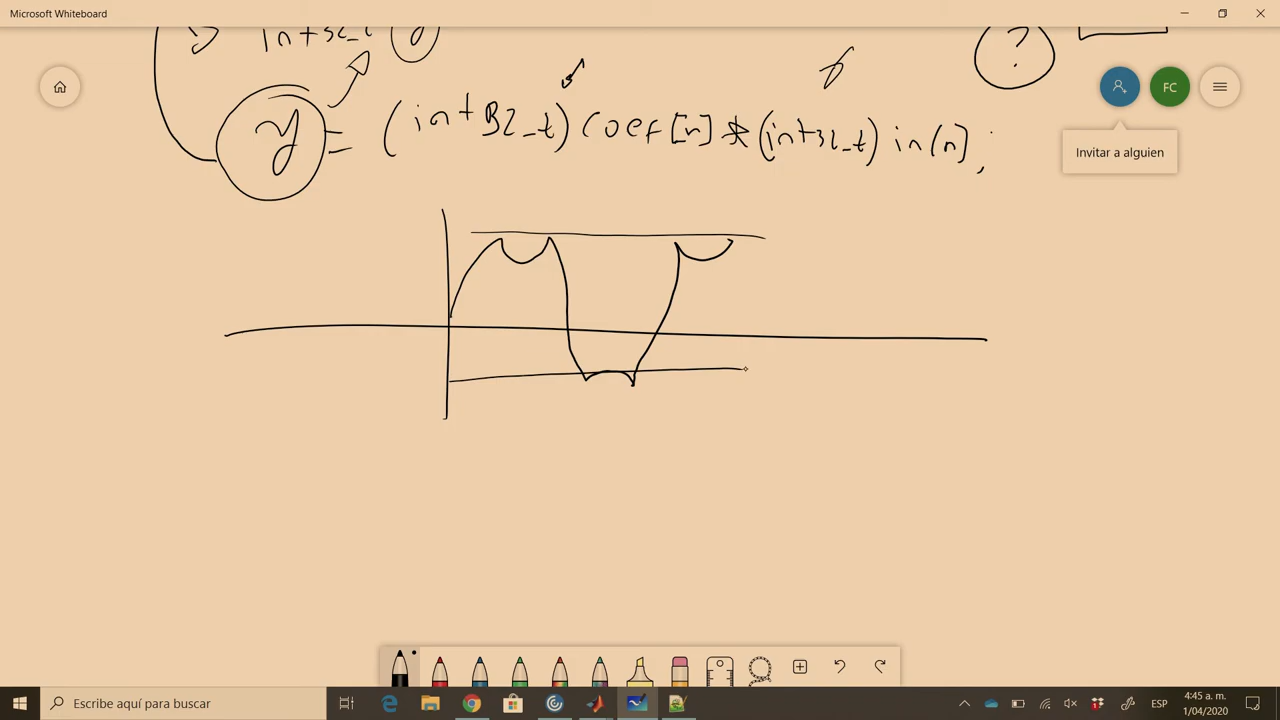 Microsoft Whiteboard
int32_t y
?
FC
y = (int32_t) Coef[n] * (int32_t) in(n);
Invitar a alguien
Escribe aquí para buscar
ESP
4:45 a. m.
1/04/2020